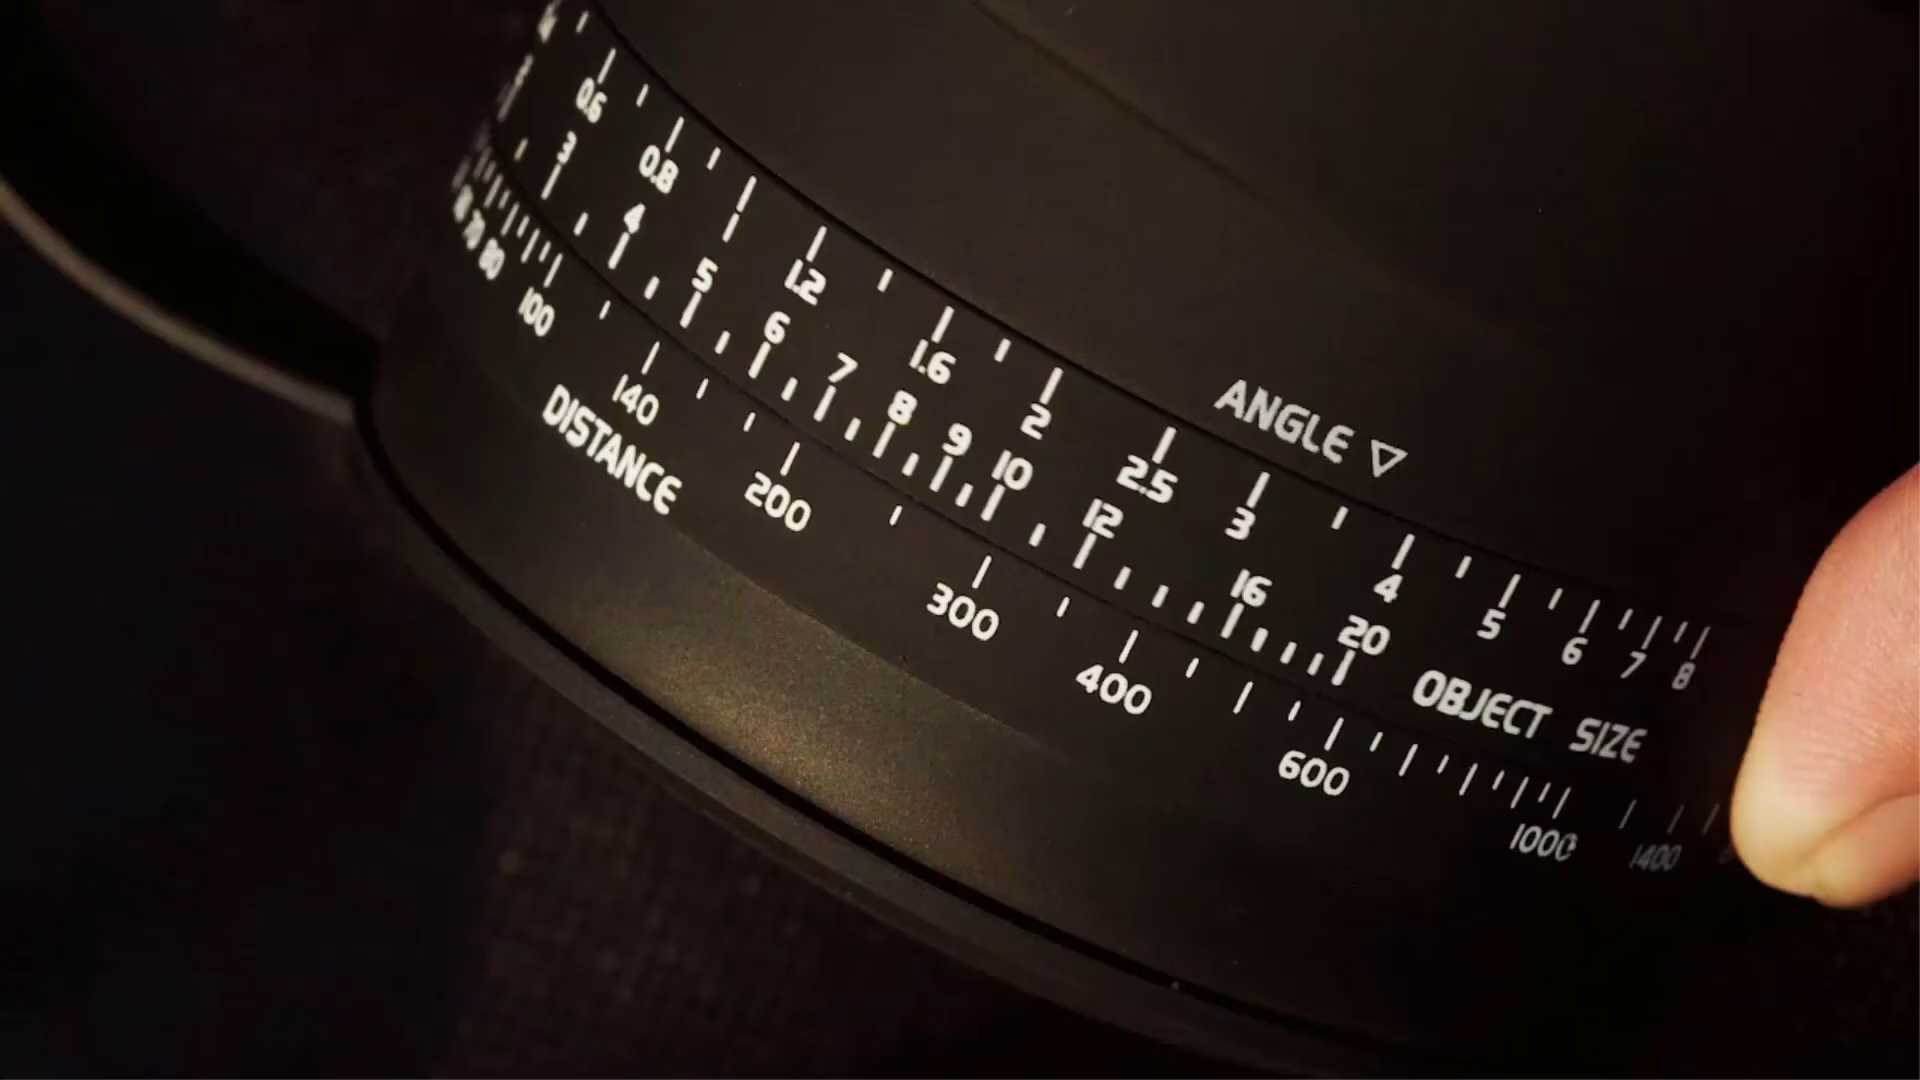 ANGLE ▽
0.6 0.8 1 1.2 1.6 2 2.5 3 4 5 6 7 8
3 4 5 6 7 8 9 10 12 16 20 OBJECT SIZE
80 100 140 200 300 400 600 1000 1400
DISTANCE